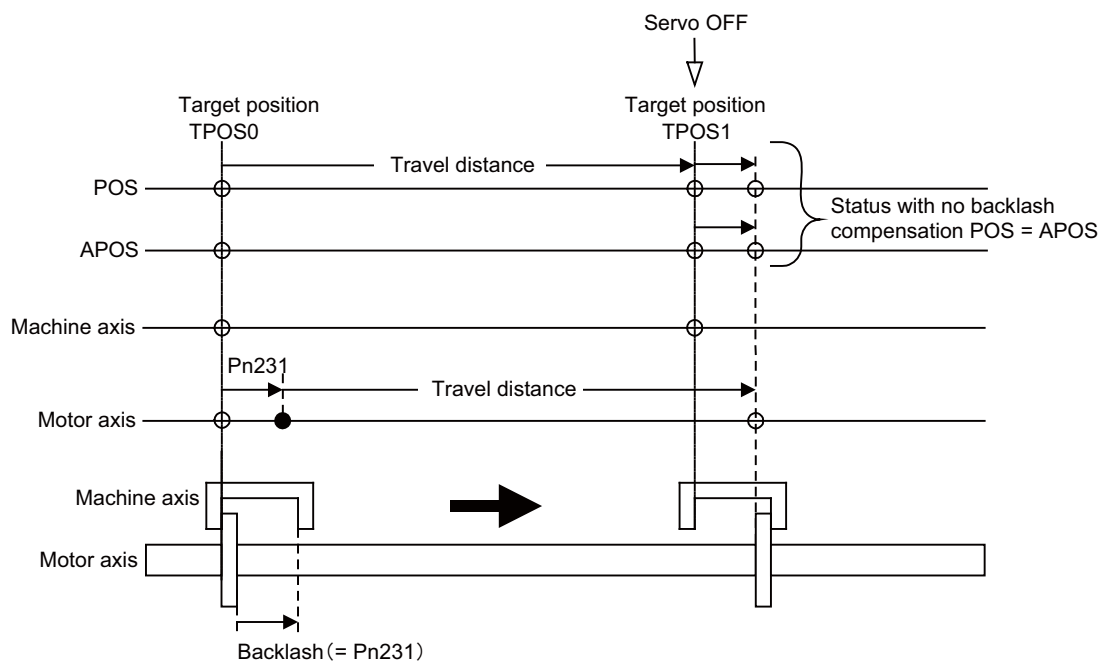 Servo OFF
Target position
TPOS0
Target position
TPOS1
Travel distance
POS
Status with no backlash
compensation POS = APOS
APOS
Machine axis
Pn231
Travel distance
Motor axis
Machine axis
Motor axis
Backlash (= Pn231)